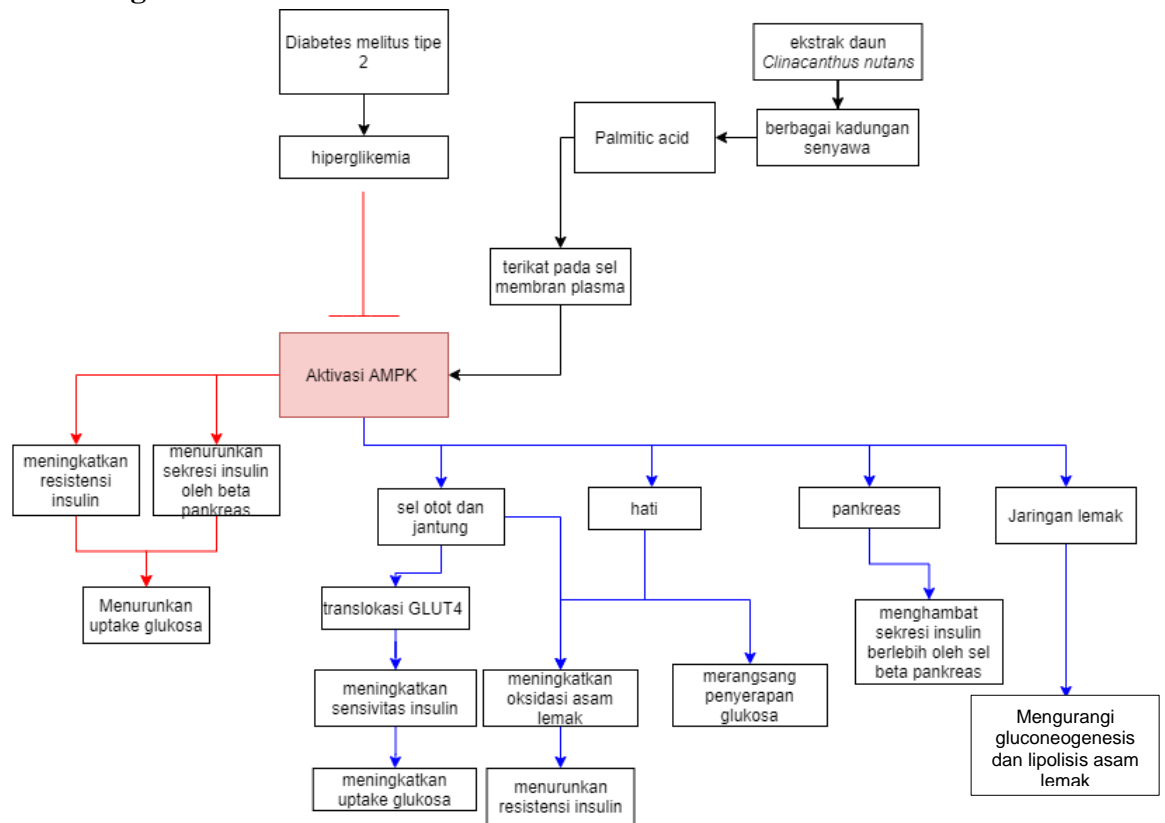 Diabetes melitus tipe
2
ekstrak daun
Clinacanthus nutans
hiperglikemia
Palmitic acid
berbagai kadungan
senyawa
terikat pada sel
membran plasma
Aktivasi AMPK
meningkatkan
resistensi
insulin
menurunkan
sekresi insulin
oleh beta
pankreas
Menurunkan
uptake glukosa
sel otot dan
jantung
hati
pankreas
Jaringan lemak
translokasi GLUT4
meningkatkan
sensivitas insulin
meningkatkan
uptake glukosa
meningkatkan
oksidasi asam
lemak
menurunkan
resistensi insulin
merangsang
penyerapan
glukosa
menghambat
sekresi insulin
berlebih oleh sel
beta pankreas
Mengurangi
gluconeogenesis
dan lipolisis asam
lemak